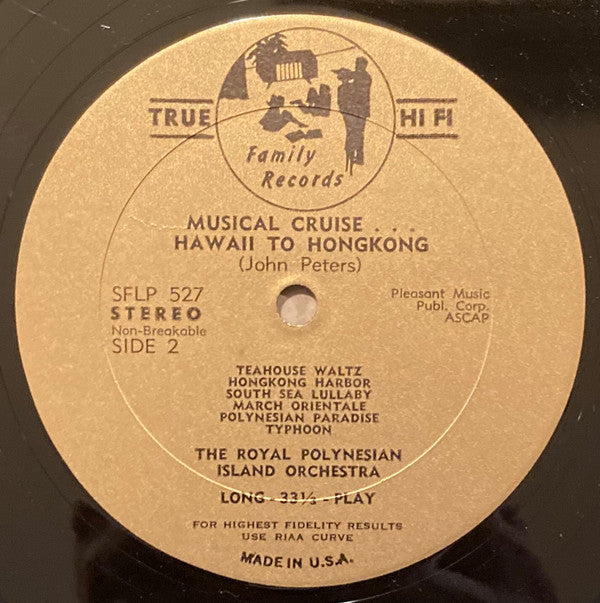 TRUE HI FI
Family
Records
MUSICAL CRUISE . . .
HAWAII TO HONGKONG
(John Peters)
SFLP 527
STEREO
Non-Breakable
SIDE 2
Pleasant Music
Publ. Corp.
ASCAP
TEAHOUSE WALTZ
HONGKONG HARBOR
SOUTH SEA LULLABY
MARCH ORIENTALE
POLYNESIAN PARADISE
TYPHOON
THE ROYAL POLYNESIAN
ISLAND ORCHESTRA
LONG - 33⅓ - PLAY
FOR HIGHEST FIDELITY RESULTS
USE RIAA CURVE
MADE IN U.S.A.